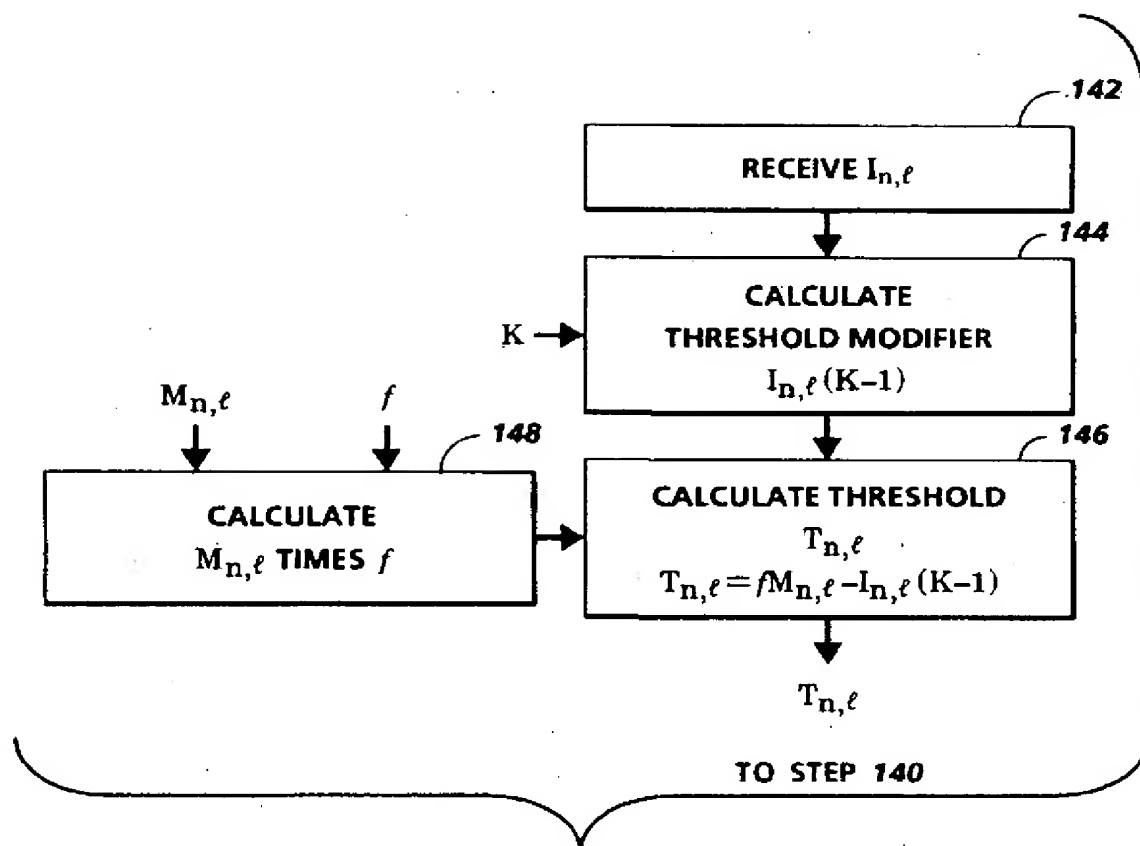 142
RECEIVE Iₙ,ℓ
144
CALCULATE
THRESHOLD MODIFIER
Iₙ,ℓ (K–1)
K
Mₙ,ℓ
f
148
CALCULATE
Mₙ,ℓ TIMES f
146
CALCULATE THRESHOLD
Tₙ,ℓ
Tₙ,ℓ = fMₙ,ℓ – Iₙ,ℓ (K–1)
Tₙ,ℓ
TO STEP 140